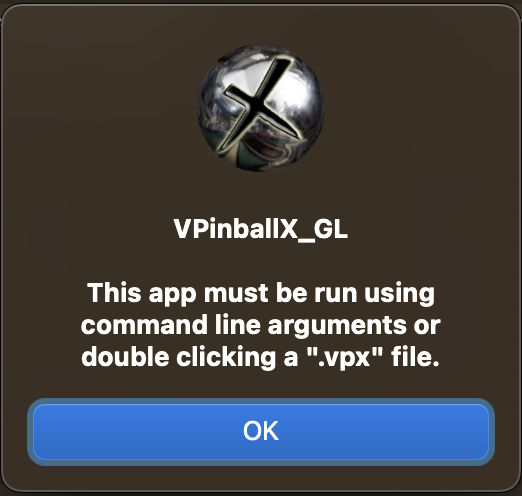 VPinballX_GL
This app must be run using
command line arguments or
double clicking a ".vpx" file.
OK